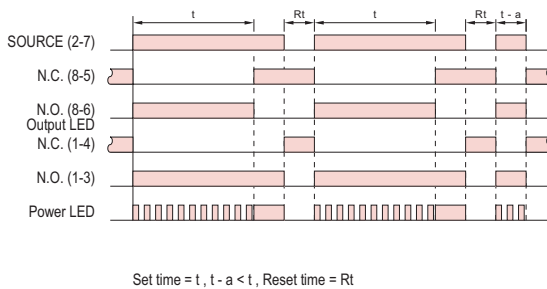 t Rt t Rt t - a
SOURCE (2-7)
N.C. (8-5)
N.O. (8-6)
Output LED
N.C. (1-4)
N.O. (1-3)
Power LED
Set time = t , t - a < t , Reset time = Rt